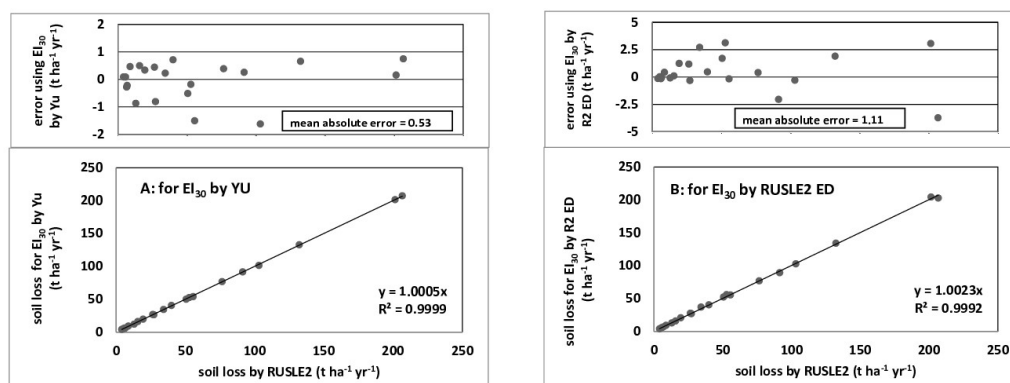 error using EI30
by Yu (t ha-1 yr-1)
2
1
0
-1
-2
mean absolute error = 0.53
soil loss for EI30 by Yu
(t ha-1 yr-1)
250
200
150
100
50
0
A: for EI30 by YU
y = 1.0005x
R² = 0.9999
0 50 100 150 200 250
soil loss by RUSLE2 (t ha-1 yr-1)
error using EI30 by
R2 ED (t ha-1 yr-1)
5
2.5
0
-2.5
-5
mean absolute error = 1.11
soil loss for EI30 by R2 ED
(t ha-1 yr-1)
250
200
150
100
50
0
B: for EI30 by RUSLE2 ED
y = 1.0023x
R² = 0.9992
0 50 100 150 200 250
soil loss by RUSLE2 (t ha-1 yr-1)